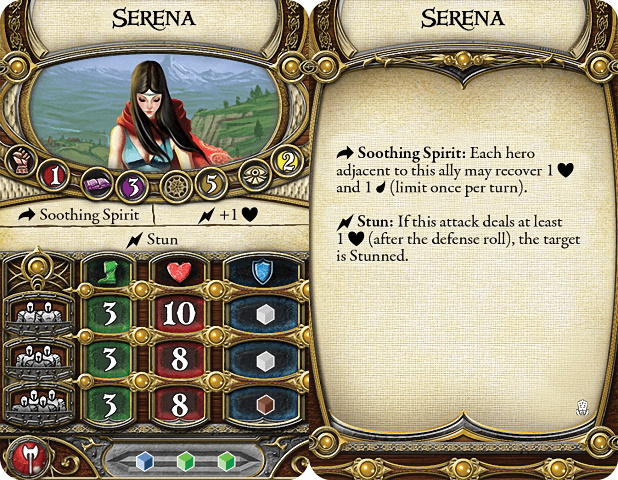 SERENA
1 3 5 2
Soothing Spirit +1
Stun
3 10
3 8
3 8
SERENA
Soothing Spirit: Each hero
adjacent to this ally may recover 1
and 1 (limit once per turn).
Stun: If this attack deals at least
1 (after the defense roll), the target
is Stunned.